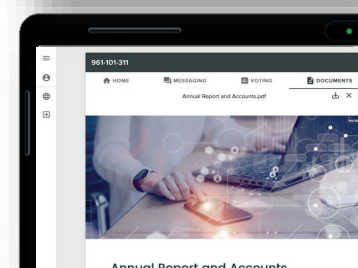 961-101-311
HOME MESSAGING VOTING DOCUMENTS
Annual Report and Accounts.pdf
Annual Report and Accounts